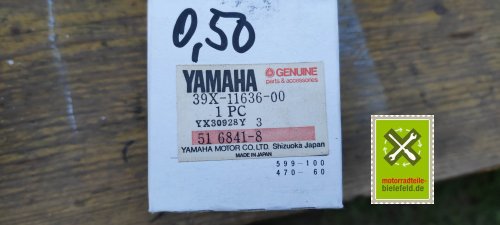 0,50
YAMAHA GENUINE
parts & accessories
39X-11636-00
1 PC
YX30928Y 3
51 6841-8
YAMAHA MOTOR CO,LTD. Shizuoka Japan
MADE IN JAPAN
599-100
470-60
motorradteile-
bielefeld.de